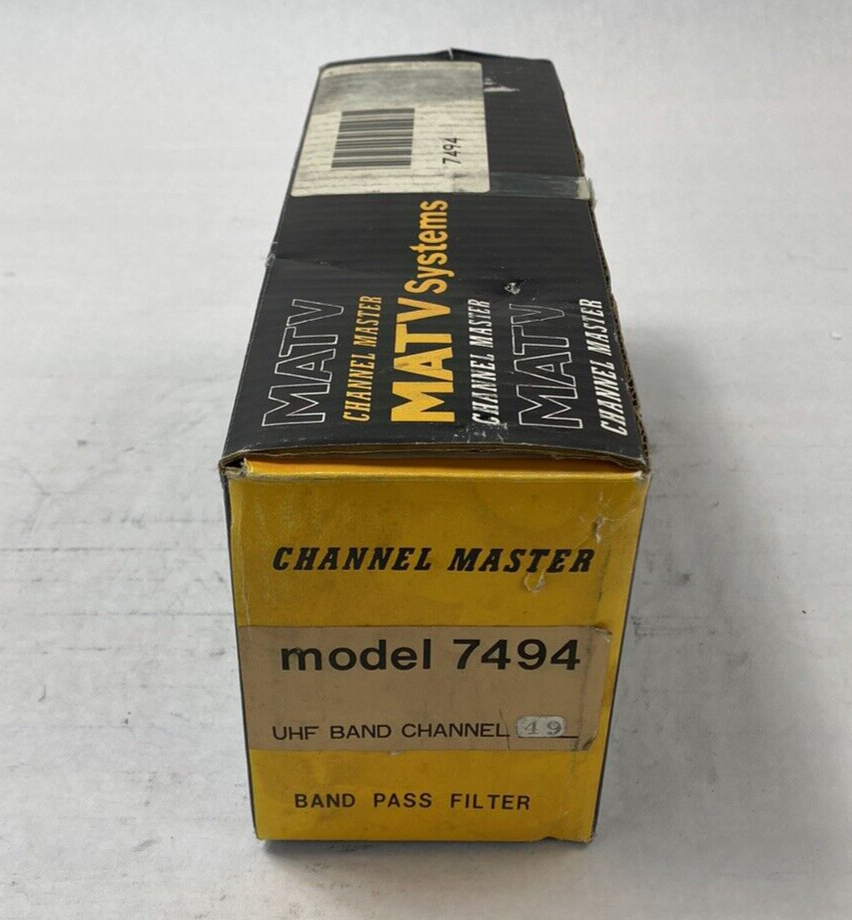 7494
MATV
CHANNEL MASTER
MATV Systems
CHANNEL MASTER
MATV
CHANNEL MASTER
CHANNEL MASTER
model 7494
UHF BAND CHANNEL 49
BAND PASS FILTER